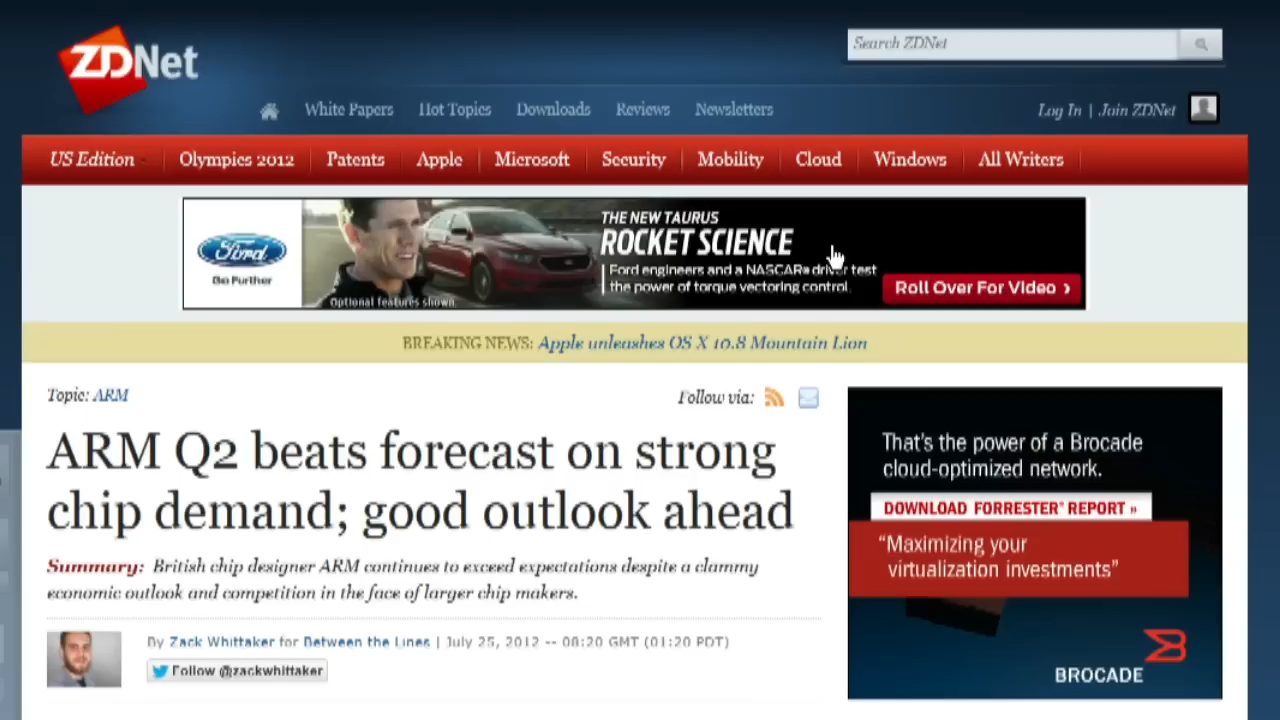 ZDNet
Search ZDNet
White Papers Hot Topics Downloads Reviews Newsletters
Log In | Join ZDNet
US Edition Olympics 2012 Patents Apple Microsoft Security Mobility Cloud Windows All Writers
Ford
Go Further
Optional features shown.
THE NEW TAURUS
ROCKET SCIENCE
Ford engineers and a NASCAR® driver test
the power of torque vectoring control.
Roll Over For Video ›
BREAKING NEWS: Apple unleashes OS X 10.8 Mountain Lion
Topic: ARM
Follow via:
ARM Q2 beats forecast on strong
chip demand; good outlook ahead
Summary: British chip designer ARM continues to exceed expectations despite a clammy
economic outlook and competition in the face of larger chip makers.
By Zack Whittaker for Between the Lines | July 25, 2012 -- 08:20 GMT (01:20 PDT)
Follow @zackwhittaker
That's the power of a Brocade
cloud-optimized network.
DOWNLOAD FORRESTER® REPORT »
“Maximizing your
virtualization investments”
BROCADE